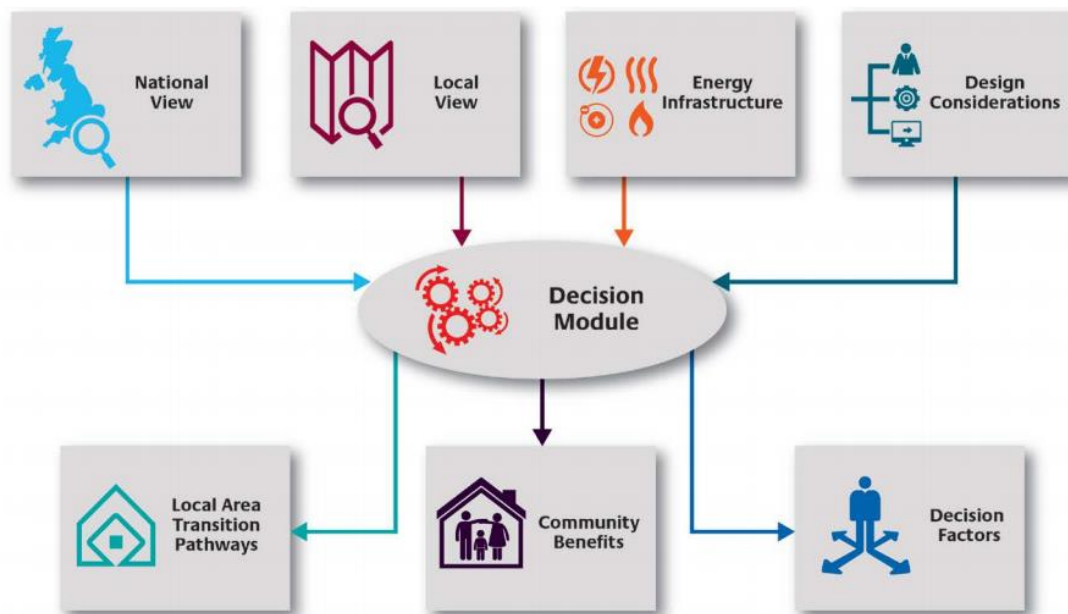 National
View
Local
View
Energy
Infrastructure
Design
Considerations
Decision
Module
Local Area
Transition
Pathways
Community
Benefits
Decision
Factors